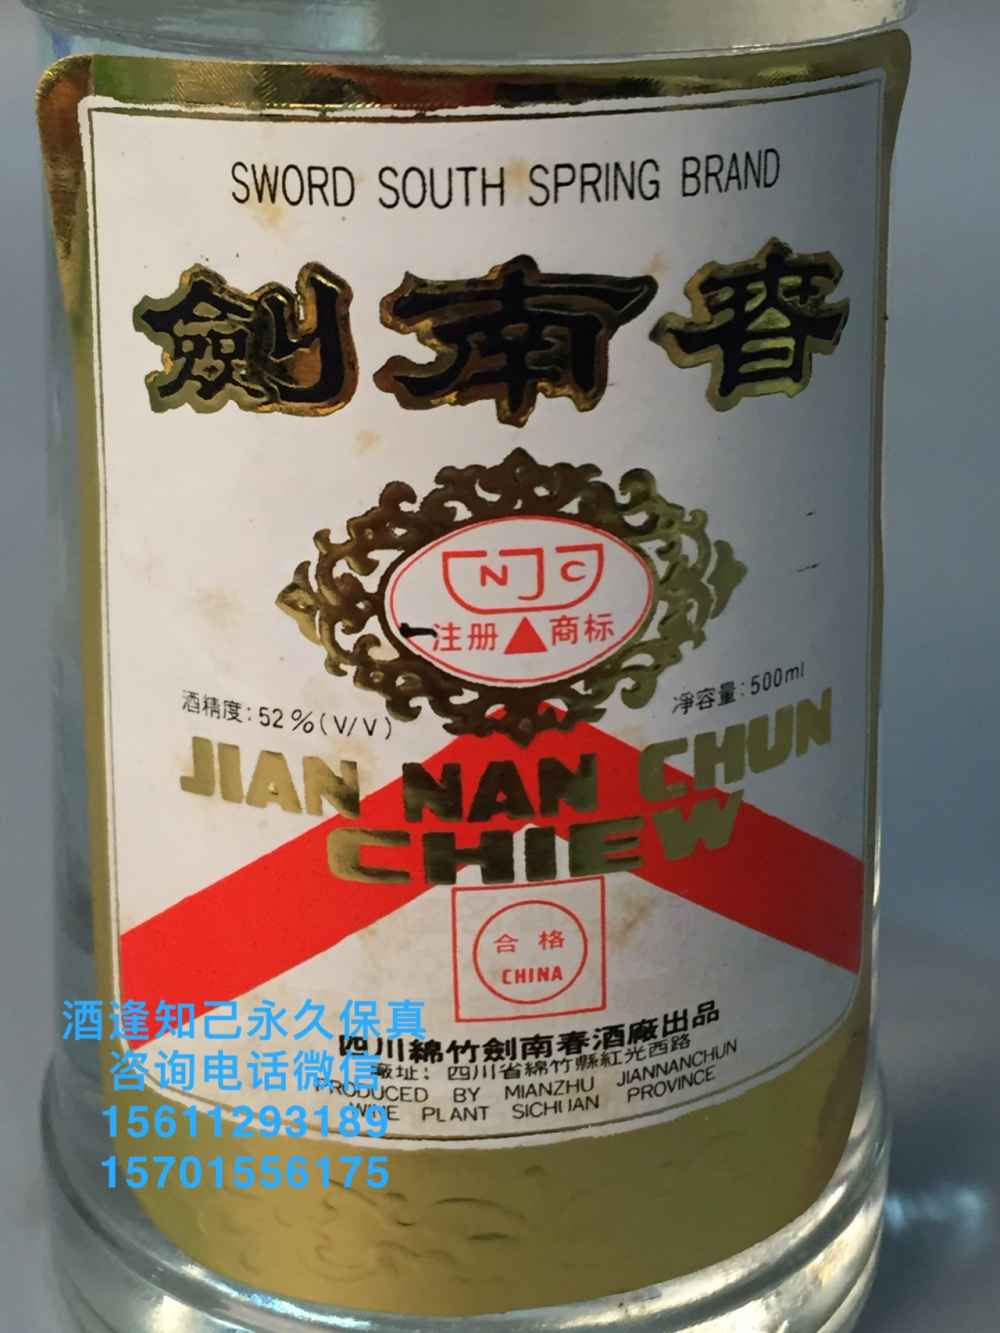 SWORD SOUTH SPRING BRAND
劍南春
NJC
注册 商标
酒精度:52%(V/V)
凈容量:500ml
JIAN NAN CHUN
CHIEW
合格
CHINA
四川綿竹劍南春酒廠出品
廠址:四川省綿竹縣紅光西路
PRODUCED BY MIANZHU JIANNANCHUN
WINE PLANT SICHUAN PROVINCE
酒逢知己永久保真
咨询电话微信
15611293189
15701556175